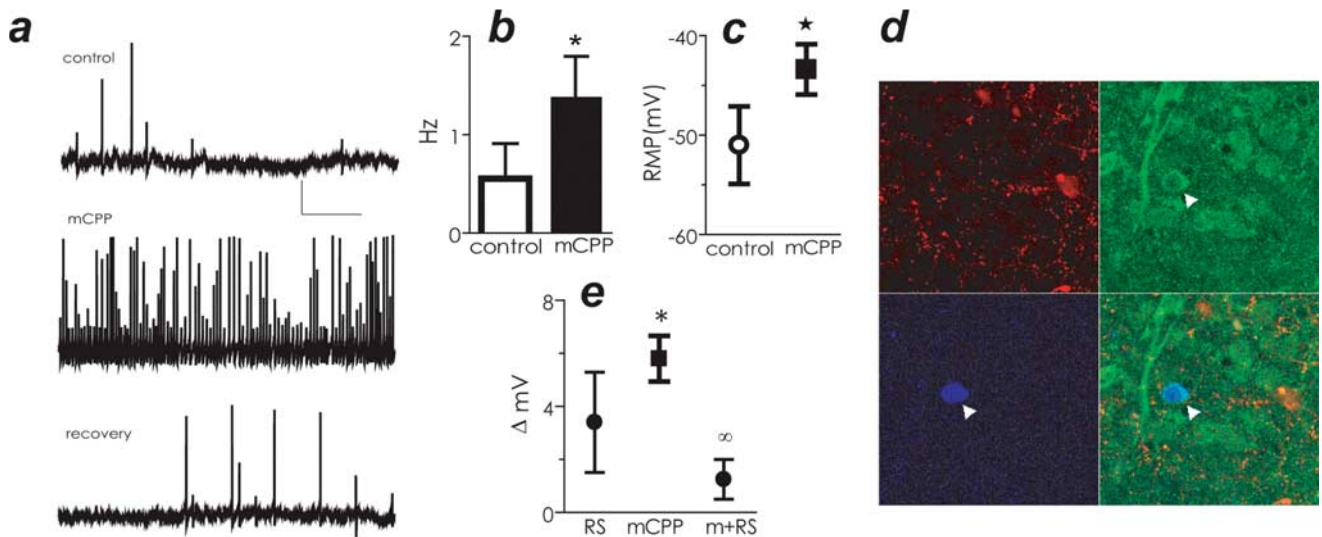 a
control
mCPP
recovery
b
*
2
1
0
Hz
control mCPP
c
★
-40
-50
-60
RMP(mV)
control mCPP
d
e
8
4
0
Δ mV
*
∞
RS mCPP m+RS